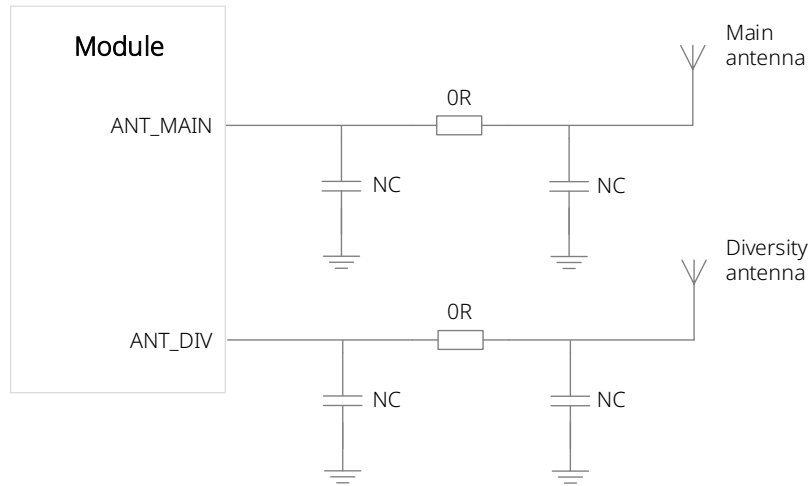 Module
Main
antenna
0R
ANT_MAIN
NC
NC
Diversity
antenna
0R
ANT_DIV
NC
NC